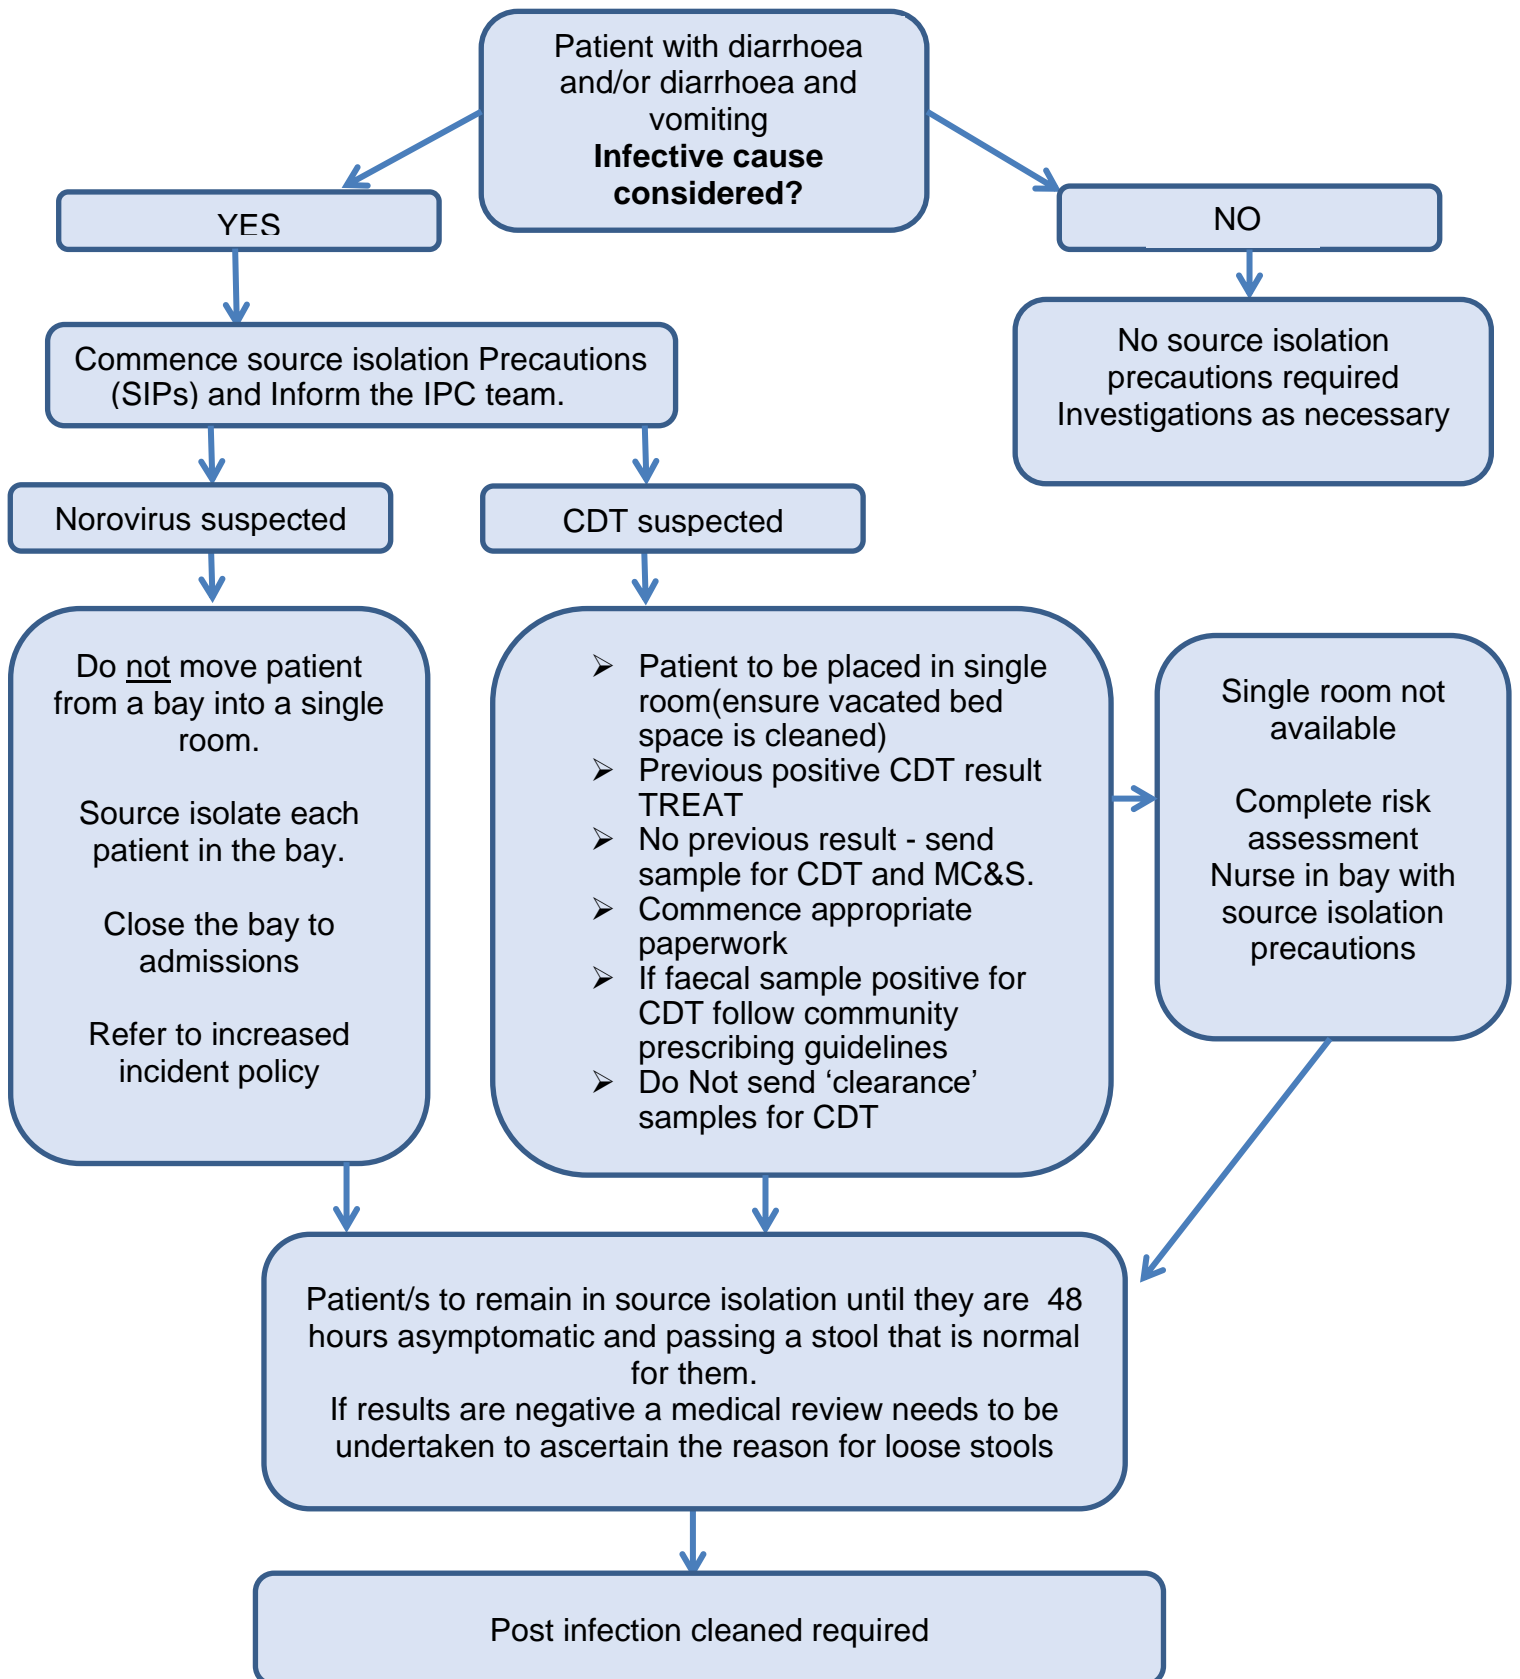 Patient with diarrhoea
and/or diarrhoea and
vomiting
Infective cause
considered?
YES
NO
Commence source isolation Precautions
(SIPs) and Inform the IPC team.
No source isolation
precautions required
Investigations as necessary
Norovirus suspected
CDT suspected
Do not move patient
from a bay into a single
room.
Source isolate each
patient in the bay.
Close the bay to
admissions
Refer to increased
incident policy
➢ Patient to be placed in single
room(ensure vacated bed
space is cleaned)
➢ Previous positive CDT result
TREAT
➢ No previous result - send
sample for CDT and MC&S.
➢ Commence appropriate
paperwork
➢ If faecal sample positive for
CDT follow community
prescribing guidelines
➢ Do Not send ‘clearance’
samples for CDT
Single room not
available
Complete risk
assessment
Nurse in bay with
source isolation
precautions
Patient/s to remain in source isolation until they are 48
hours asymptomatic and passing a stool that is normal
for them.
If results are negative a medical review needs to be
undertaken to ascertain the reason for loose stools
Post infection cleaned required